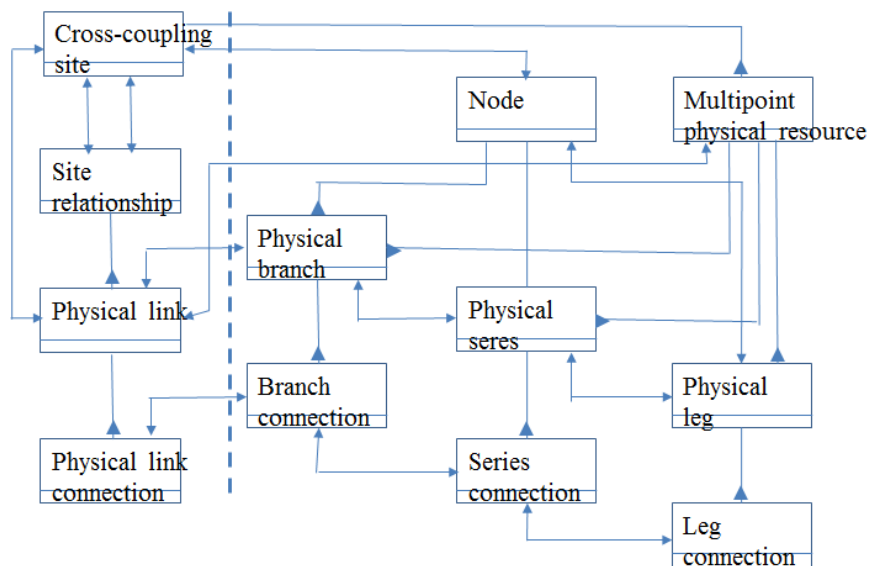 Cross-coupling
site
Node
Multipoint
physical resource
Site
relationship
Physical
branch
Physical link
Physical
seres
Branch
connection
Physical
leg
Physical link
connection
Series
connection
Leg
connection